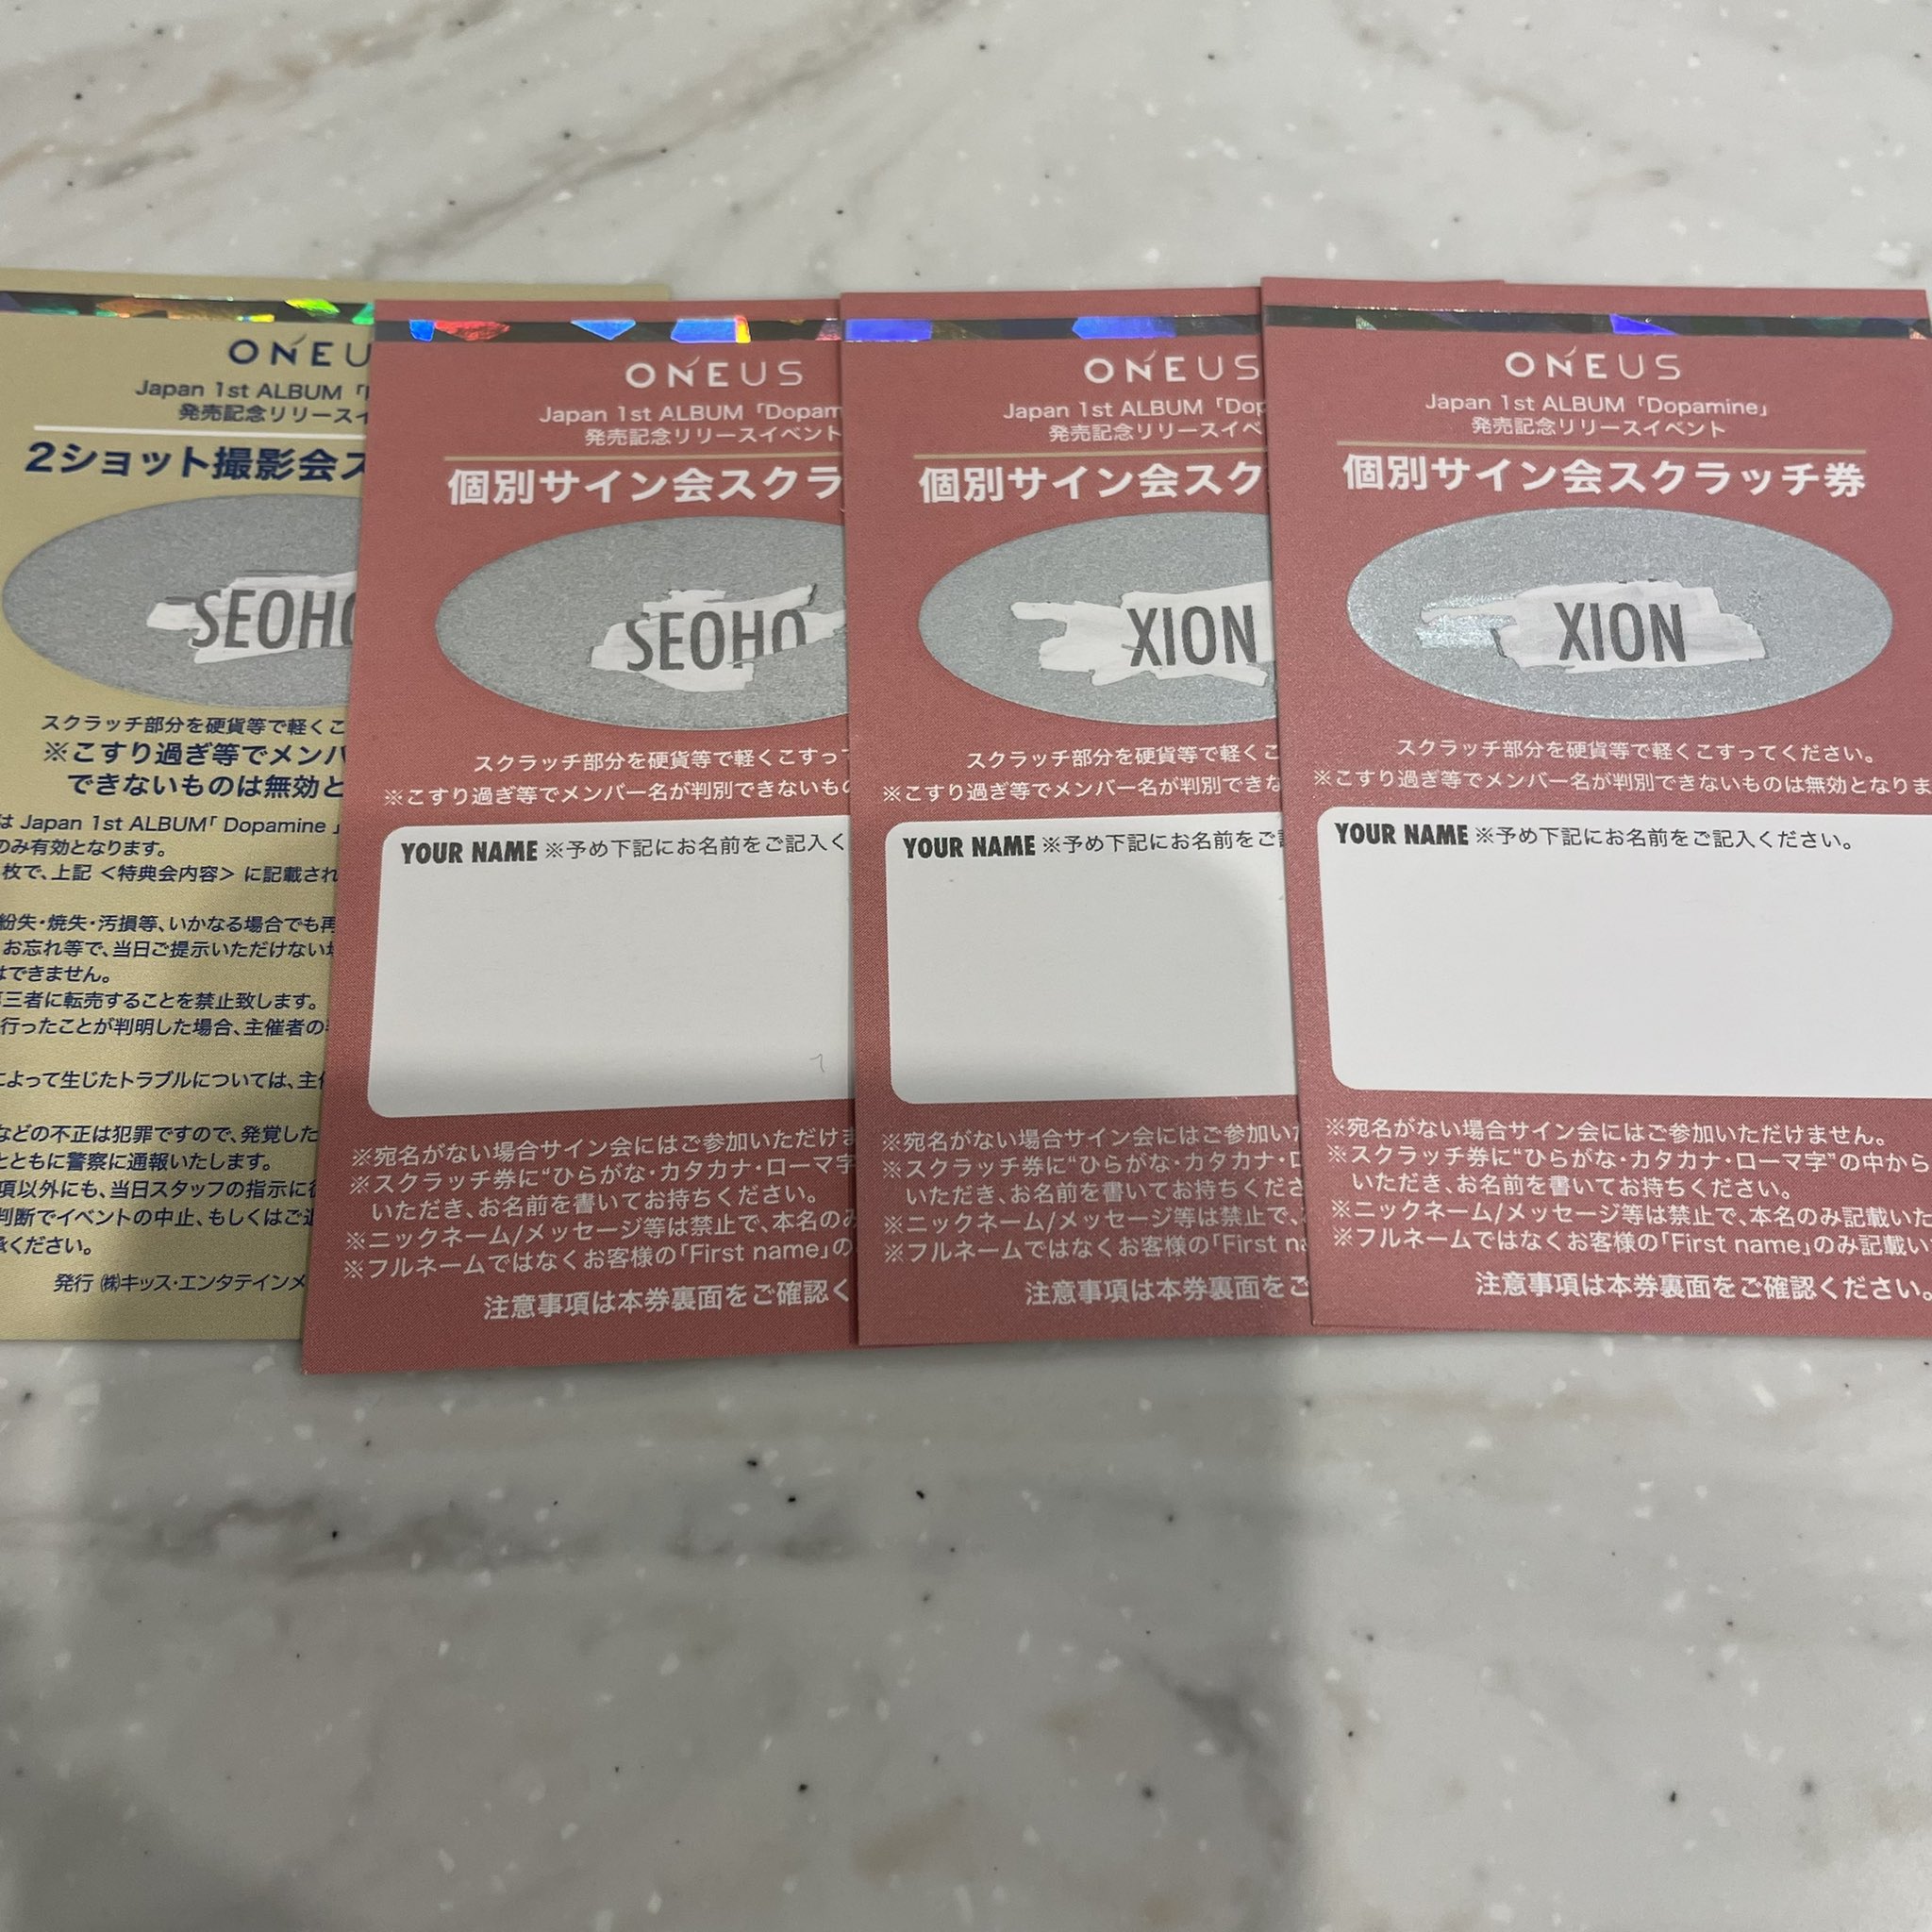 ONEU
Japan 1st ALBUM「
発売記念リリースイ
2ショット撮影会ス
SEOHO
スクラッチ部分を硬貨等で軽くこ
※こすり過ぎ等でメンバ
できないものは無効と
は Japan 1st ALBUM「 Dopamine 」
のみ有効となります。
枚で、上記 <特典会内容> に記載され
紛失・焼失・汚損等、いかなる場合でも再
お忘れ等で、当日ご提示いただけない
はできません。
三者に転売することを禁止致します。
行ったことが判明した場合、主催者の
によって生じたトラブルについては、主
などの不正は犯罪ですので、発覚した
とともに警察に通報いたします。
項以外にも、当日スタッフの指示に
判断でイベントの中止、もしくはご
承ください。
発行 ㈱キッス・エンタテインメ
ONEUS
Japan 1st ALBUM「Dopam
発売記念リリースイベント
個別サイン会スクラ
SEOHO
スクラッチ部分を硬貨等で軽くこすっ
※こすり過ぎ等でメンバー名が判別できないもの
YOUR NAME ※予め下記にお名前をご記入く
※宛名がない場合サイン会にはご参加いただけま
※スクラッチ券に“ひらがな・カタカナ・ローマ字
いただき、お名前を書いてお持ちください。
※ニックネーム/メッセージ等は禁止で、本名のみ
※フルネームではなくお客様の「First name」の
注意事項は本券裏面をご確認く
ONEUS
Japan 1st ALBUM「Dop
発売記念リリースイベ
個別サイン会スク
XION
スクラッチ部分を硬貨等で軽くこ
※こすり過ぎ等でメンバー名が判別できな
YOUR NAME ※予め下記にお名前をご
※宛名がない場合サイン会にはご参加いた
※スクラッチ券に“ひらがな・カタカナ・ロ
いただき、お名前を書いてお持ちくださ
※ニックネーム/メッセージ等は禁止で、
※フルネームではなくお客様の「First na
注意事項は本券裏面をご
ONEUS
Japan 1st ALBUM「Dopamine」
発売記念リリースイベント
個別サイン会スクラッチ券
XION
スクラッチ部分を硬貨等で軽くこすってください。
※こすり過ぎ等でメンバー名が判別できないものは無効となりま
YOUR NAME ※予め下記にお名前をご記入ください。
※宛名がない場合サイン会にはご参加いただけません。
※スクラッチ券に“ひらがな・カタカナ・ローマ字”の中から
いただき、お名前を書いてお持ちください。
※ニックネーム/メッセージ等は禁止で、本名のみ記載いた
※フルネームではなくお客様の「First name」のみ記載い
注意事項は本券裏面をご確認ください。